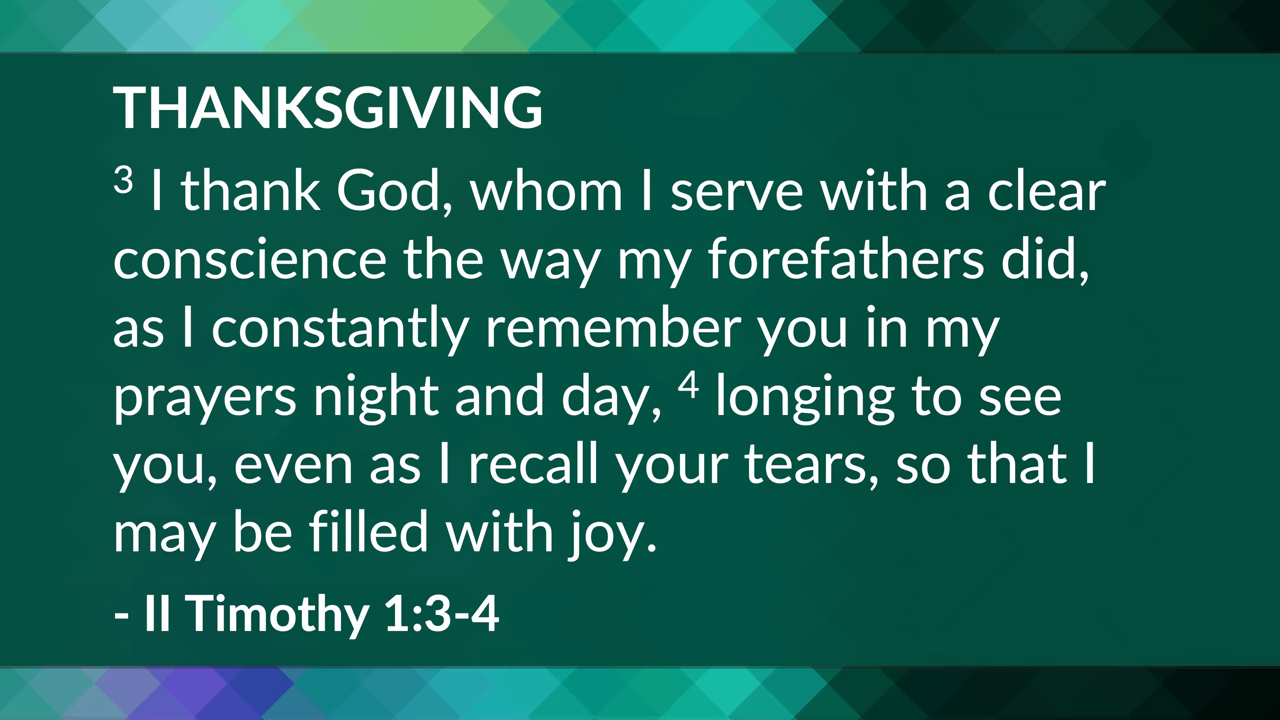 THANKSGIVING
3 I thank God, whom I serve with a clear
conscience the way my forefathers did,
as I constantly remember you in my
prayers night and day, 4 longing to see
you, even as I recall your tears, so that I
may be filled with joy.
- II Timothy 1:3-4